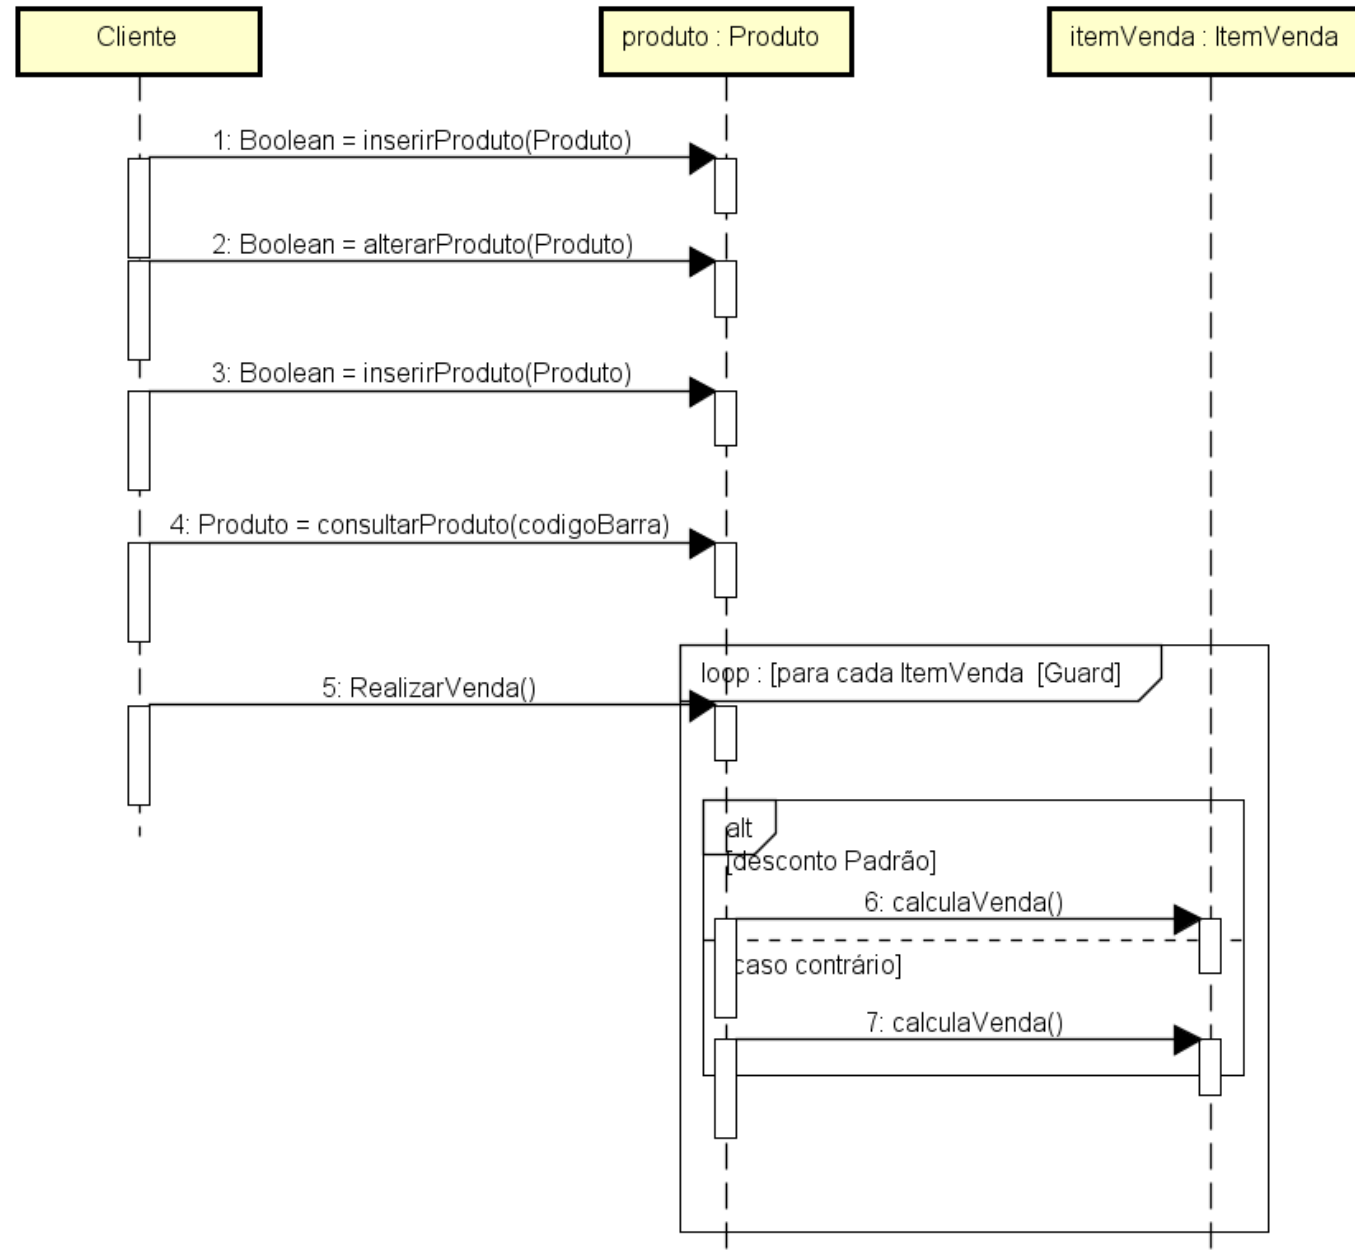 Cliente
produto : Produto
itemVenda : ItemVenda
1: Boolean = inserirProduto(Produto)
2: Boolean = alterarProduto(Produto)
3: Boolean = inserirProduto(Produto)
4: Produto = consultarProduto(codigoBarra)
loop : [para cada ItemVenda [Guard]
5: RealizarVenda()
alt
[desconto Padrão]
6: calculaVenda()
caso contrário]
7: calculaVenda()